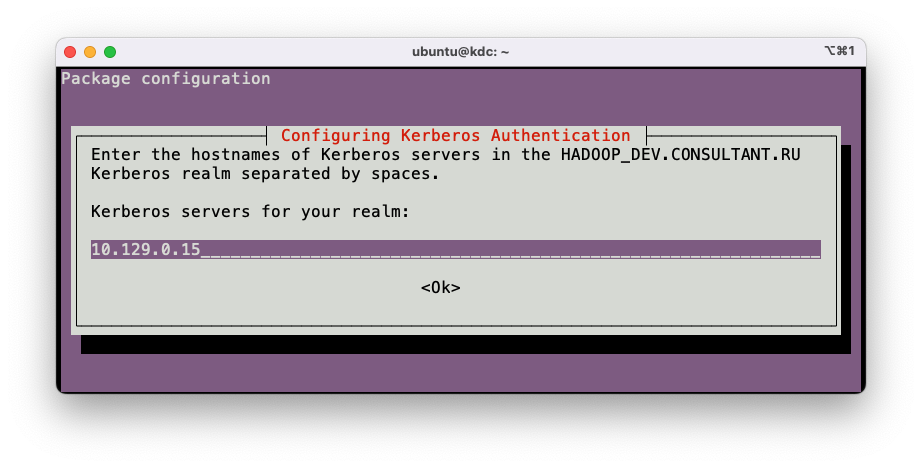 ubuntu@kdc: ~
⌥⌘1
Package configuration
Configuring Kerberos Authentication
Enter the hostnames of Kerberos servers in the HADOOP_DEV.CONSULTANT.RU
Kerberos realm separated by spaces.
Kerberos servers for your realm:
10.129.0.15
<Ok>